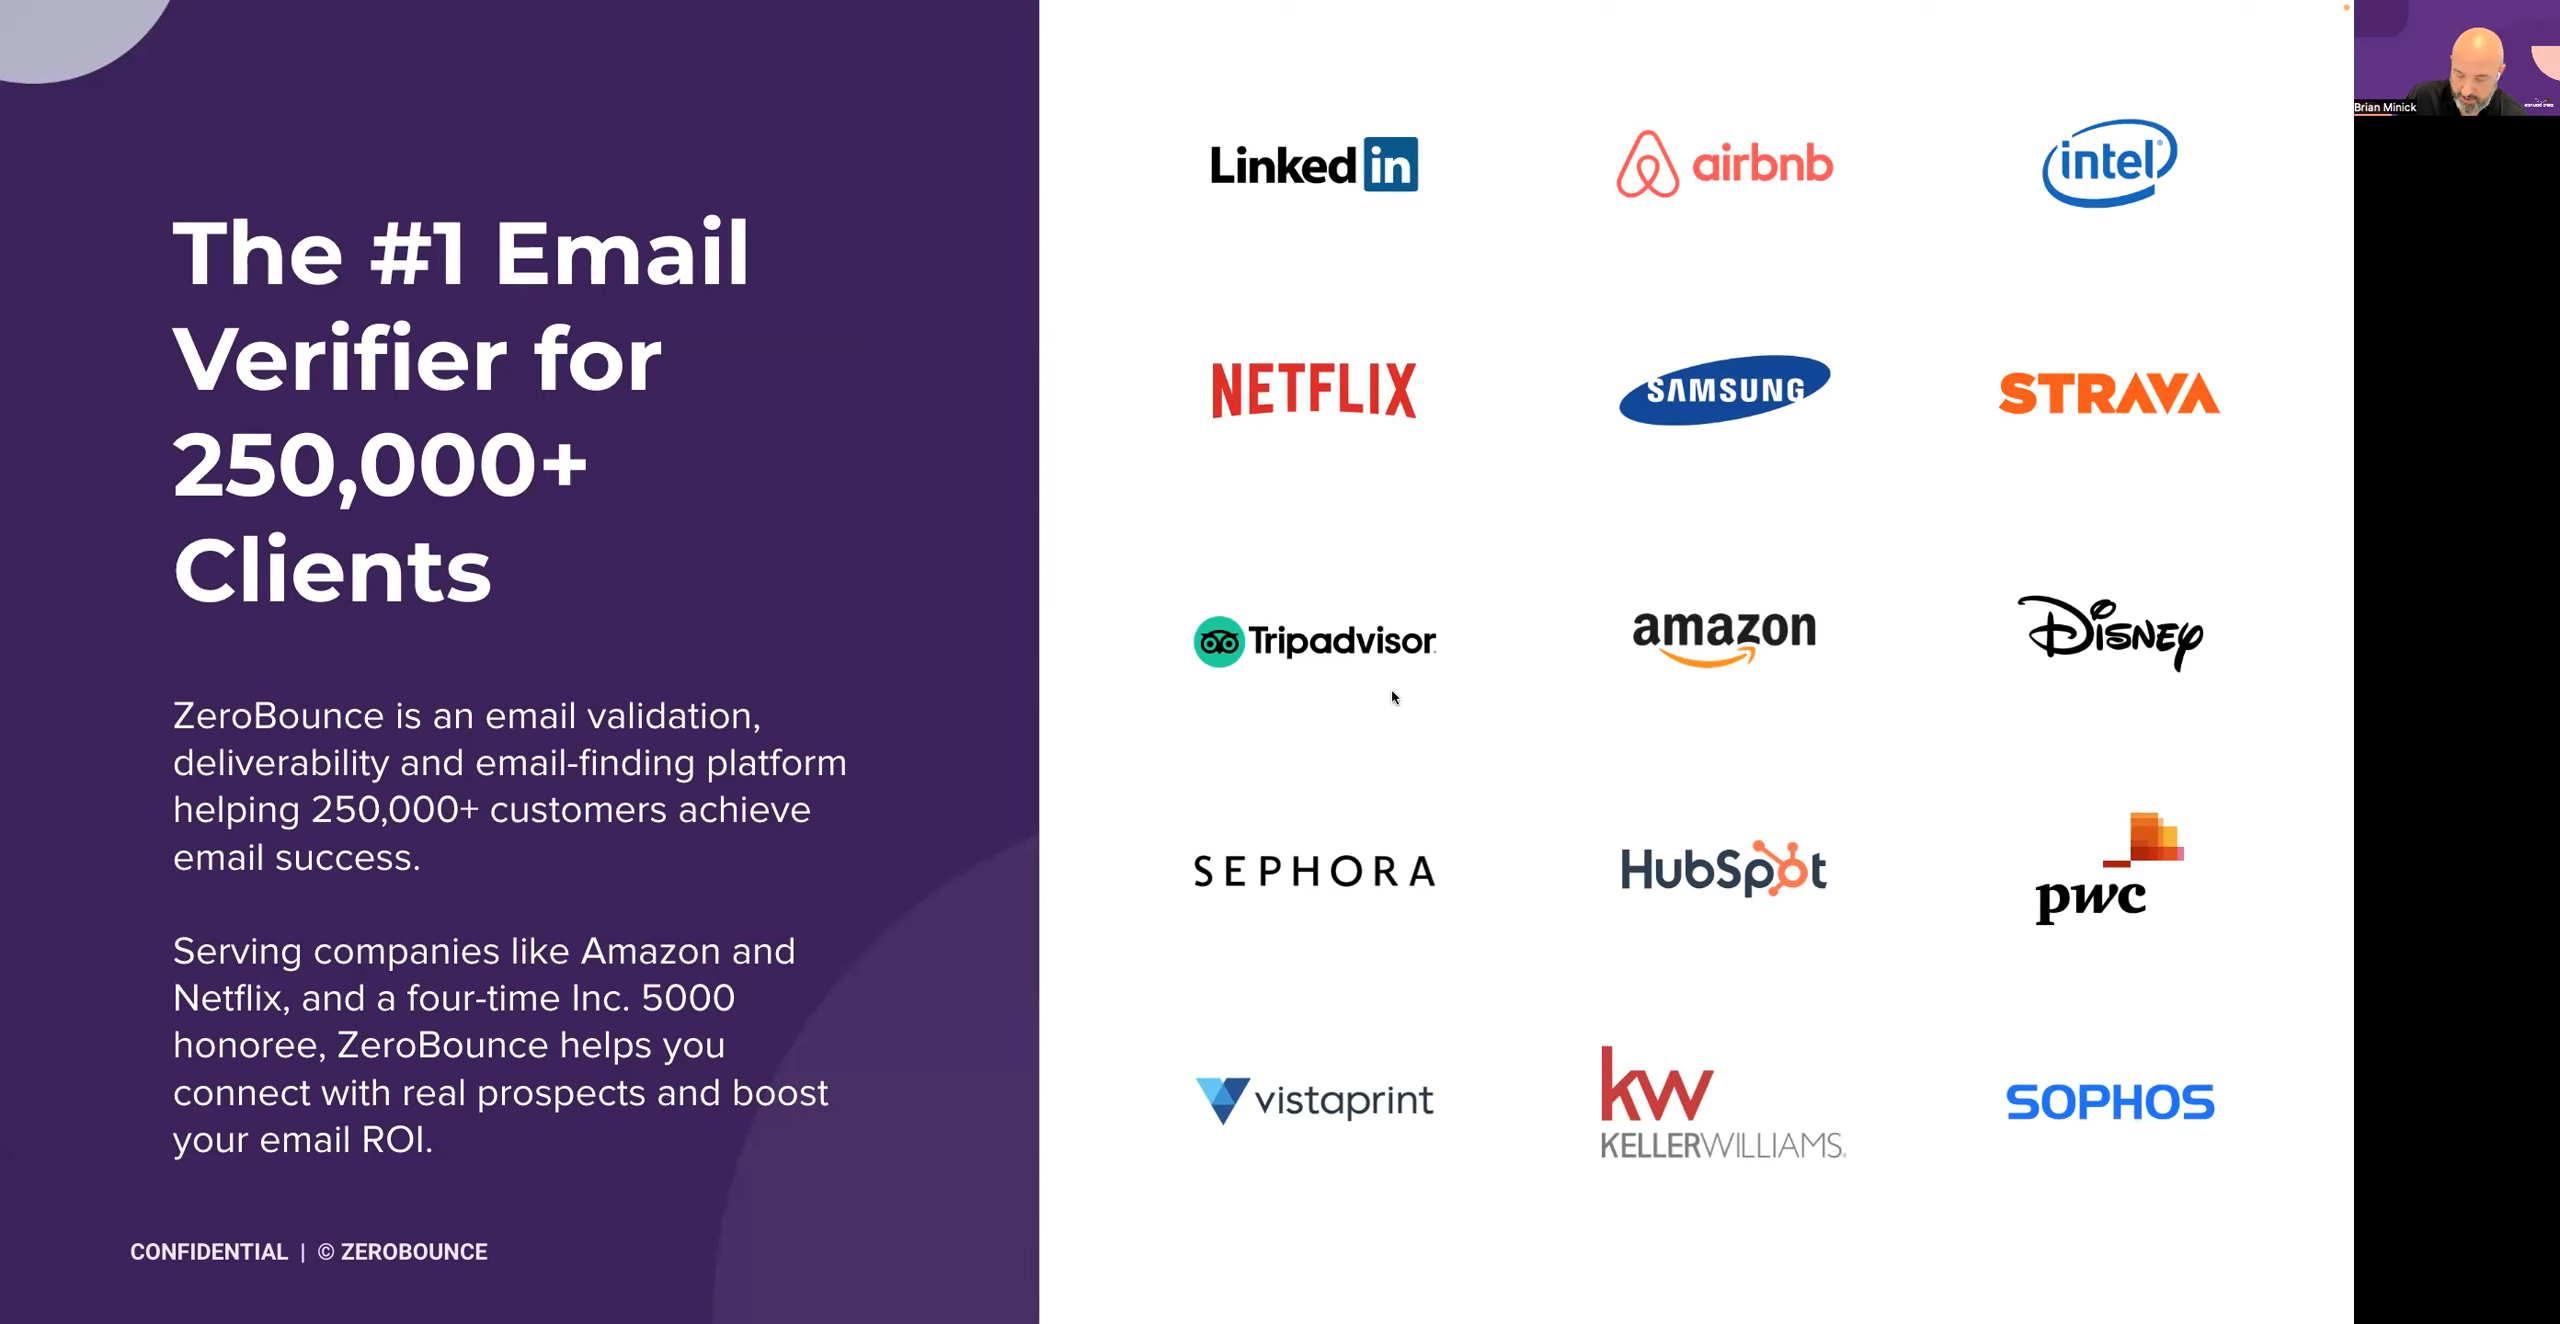 The #1 Email
Verifier for
250,000+
Clients
ZeroBounce is an email validation,
deliverability and email-finding platform
helping 250,000+ customers achieve
email success.
Serving companies like Amazon and
Netflix, and a four-time Inc. 5000
honoree, ZeroBounce helps you
connect with real prospects and boost
your email ROI.
CONFIDENTIAL | © ZEROBOUNCE
Linked in
airbnb
intel®
NETFLIX
SAMSUNG
STRAVA
Tripadvisor
amazon
Disney
SEPHORA
HubSpot
pwc
vistaprint
kw
KELLERWILLIAMS.
SOPHOS
Brian Minick